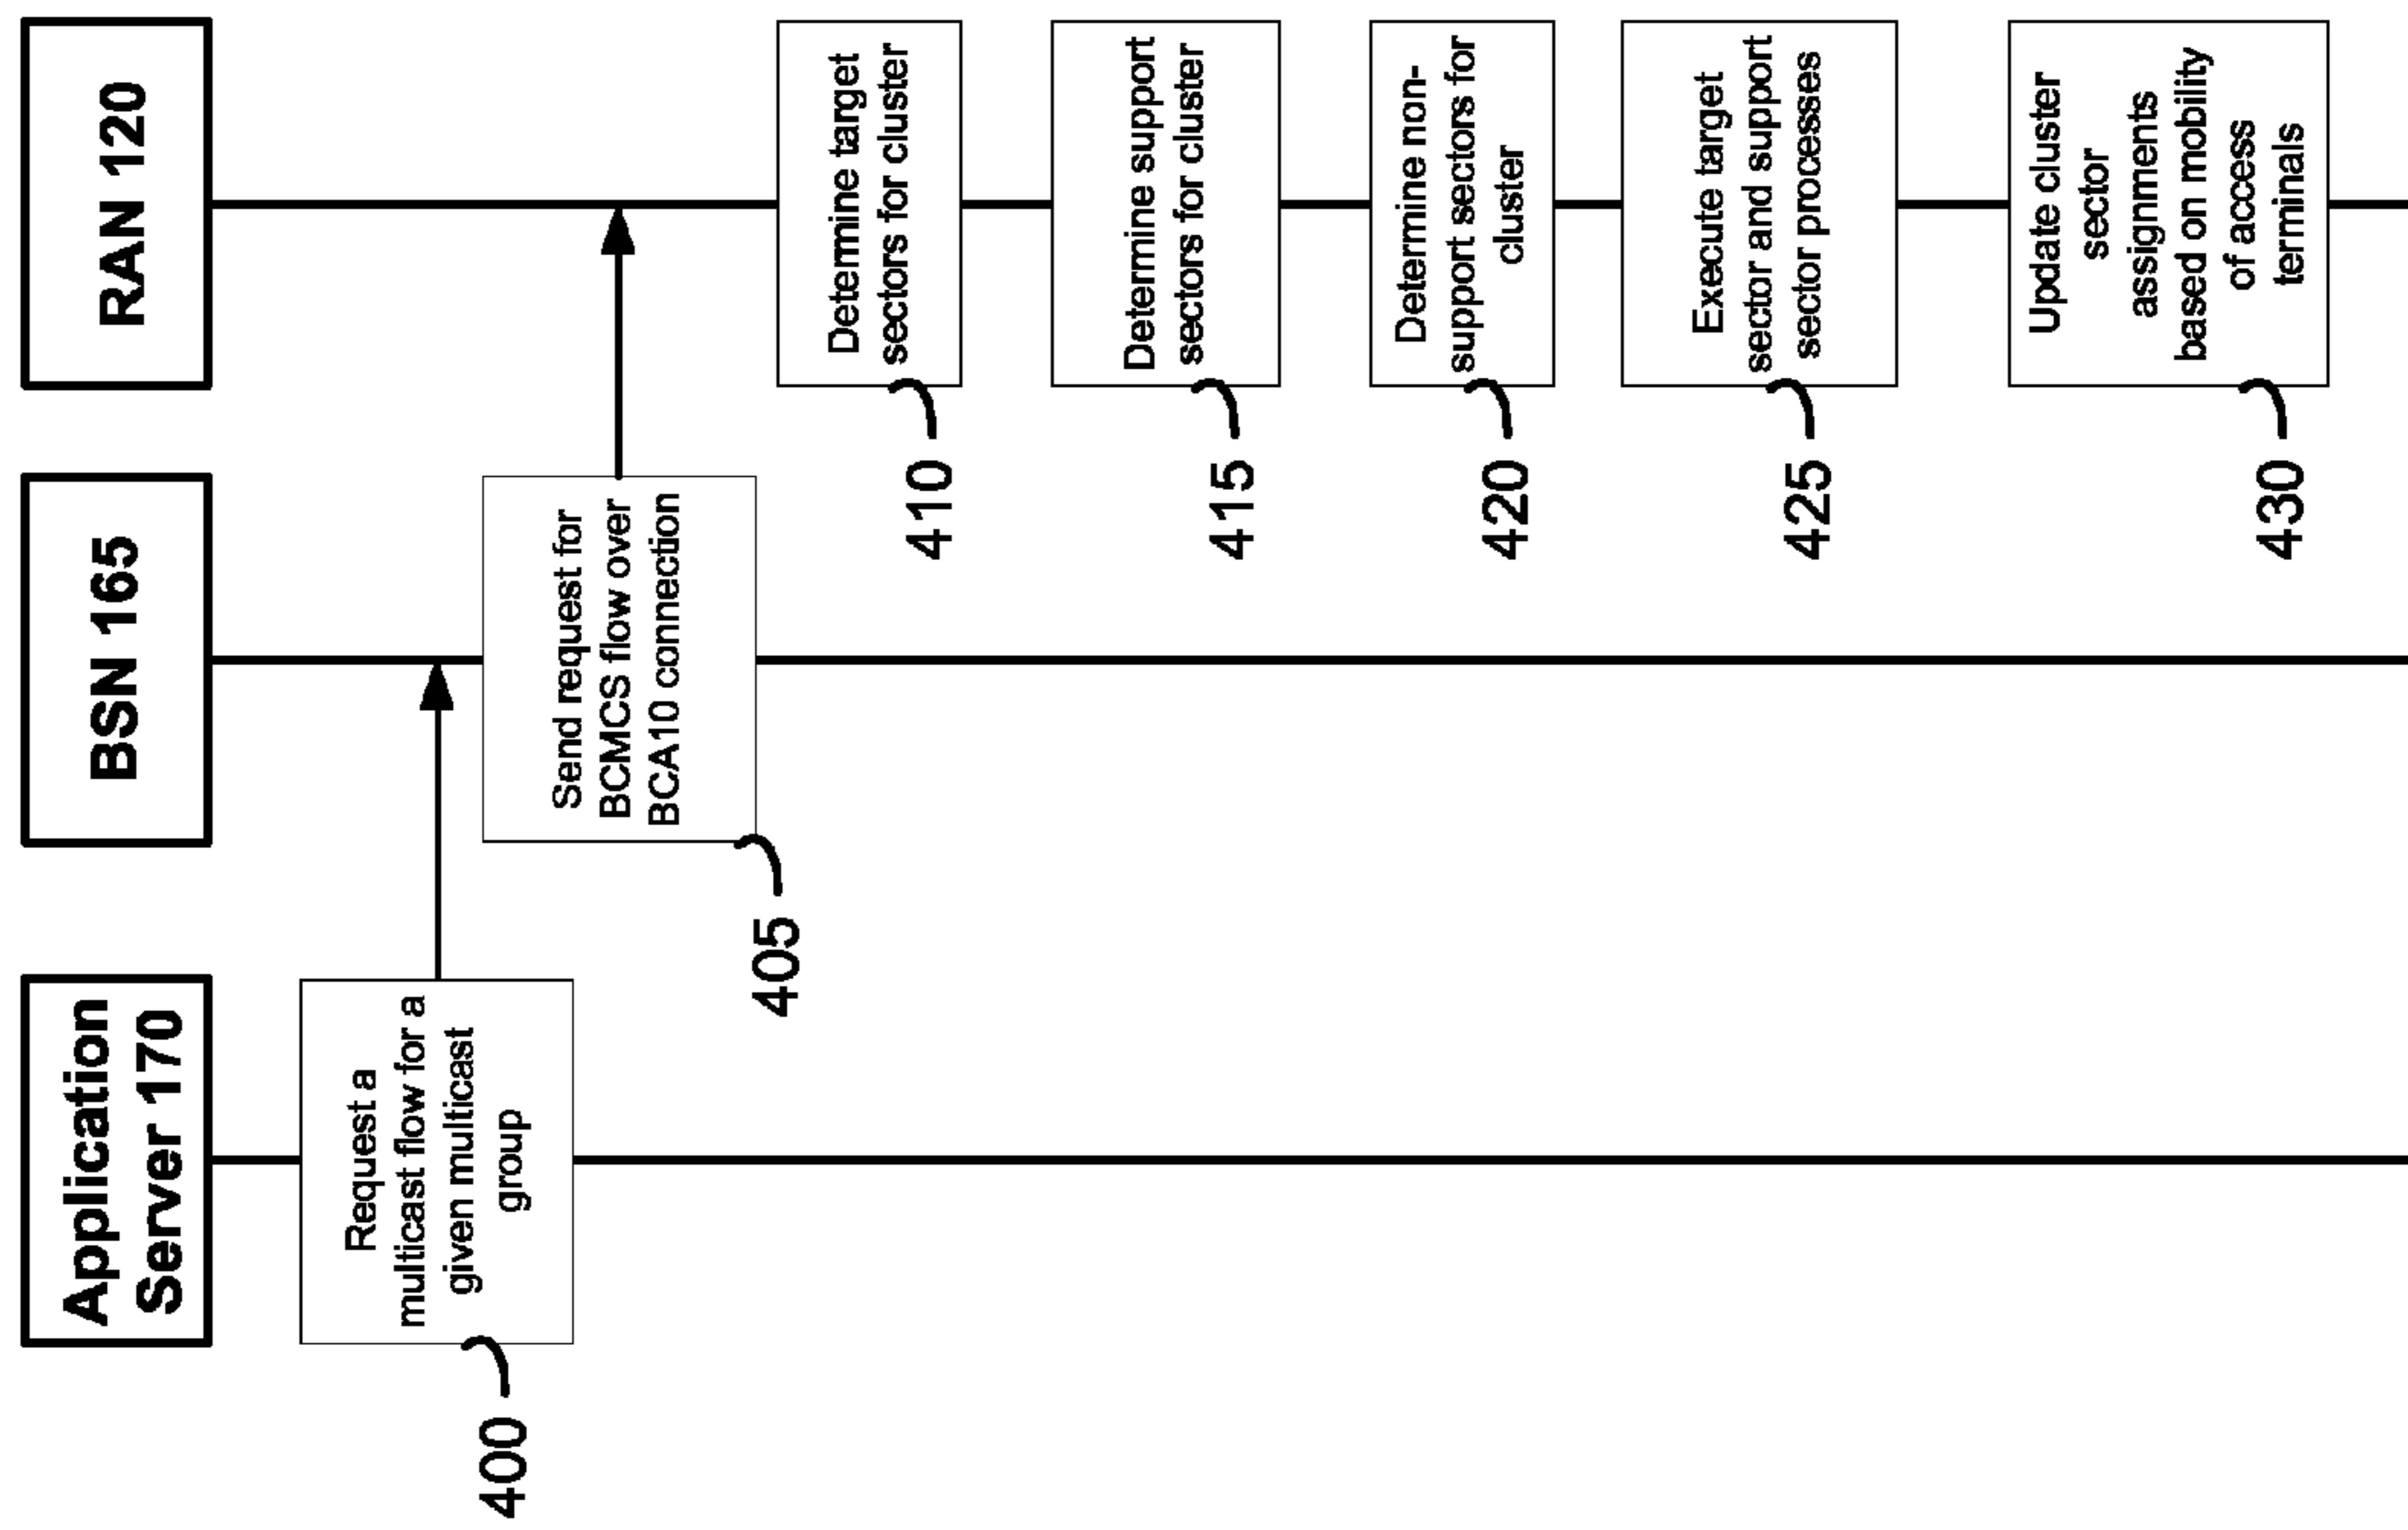 Application
Server 170
BSN 165
RAN 120
Request a
multicast flow for a
given multicast
group
400
Send request for
BCMCS flow over
BCA10 connection
405
Determine target
sectors for cluster
410
Determine support
sectors for cluster
415
Determine non-
support sectors for
cluster
420
Execute target
sector and support
sector processes
425
Update cluster
sector
assignments
based on mobility
of access
terminals
430